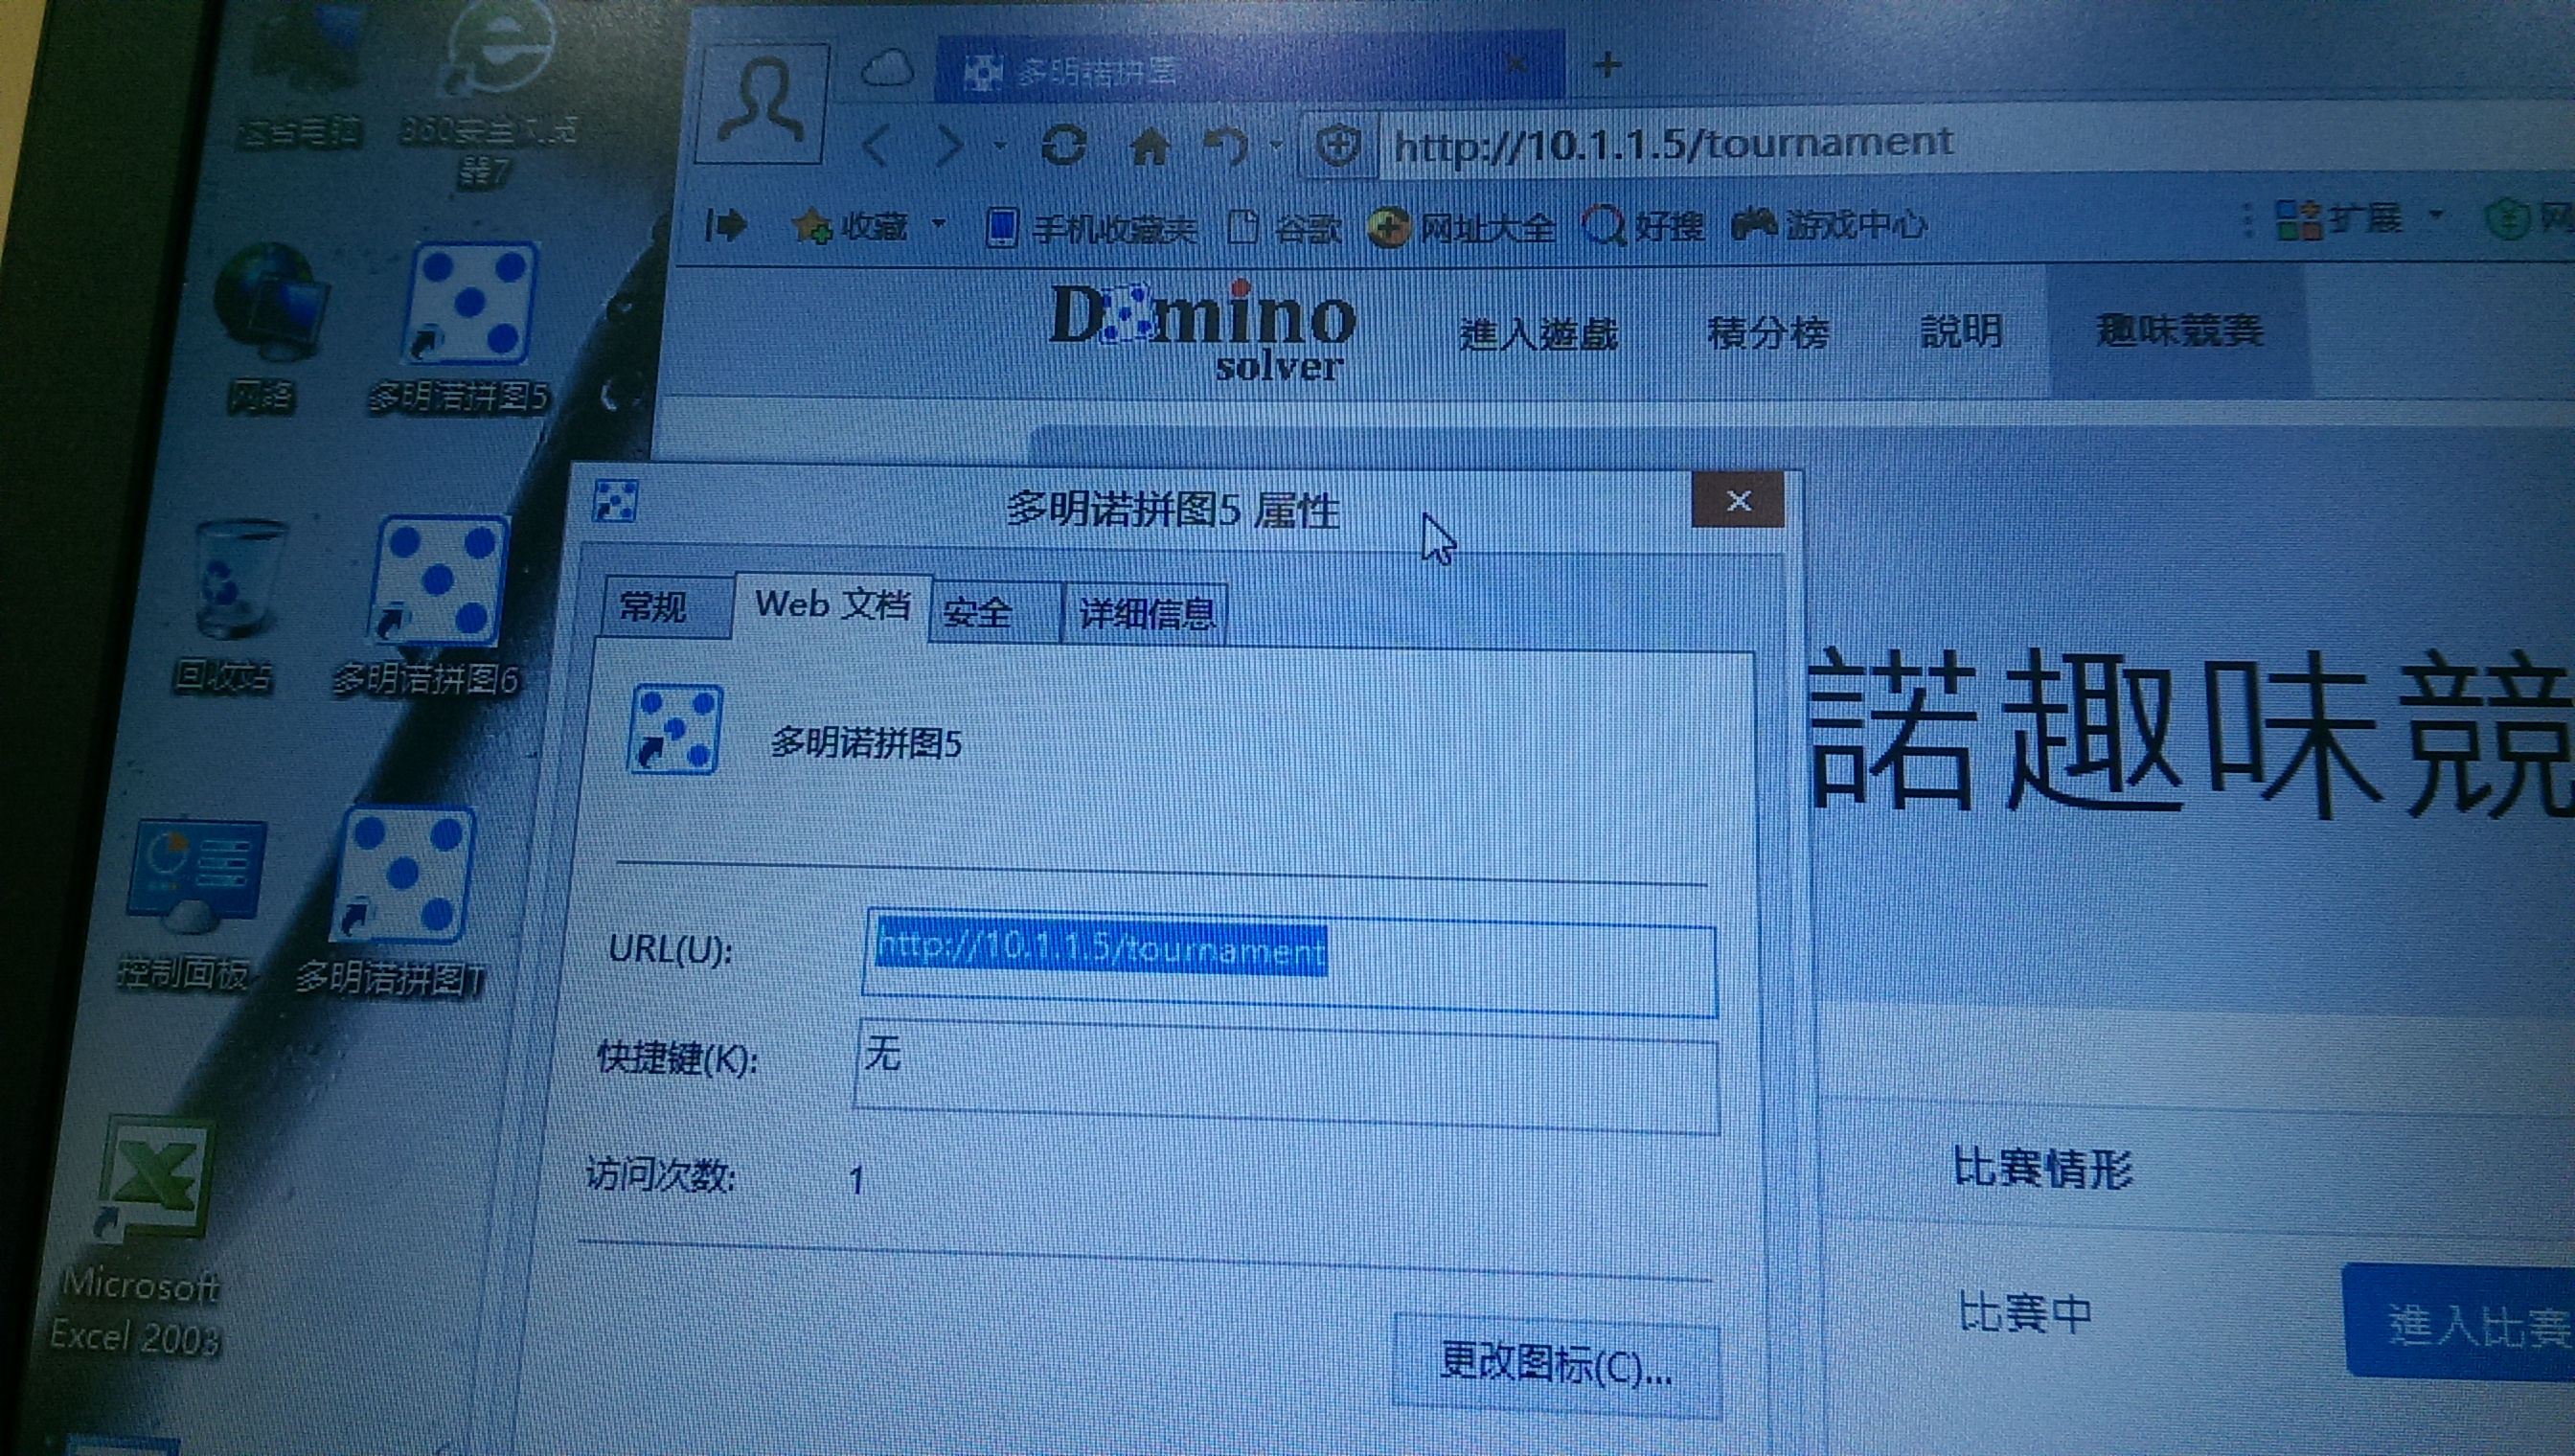 多明诺拼圖
这台电脑
360安全浏览
器7
http://10.1.1.5/tournament
收藏
手机收藏夹
谷歌
网址大全
好搜
游戏中心
扩展
网
Domino
solver
進入遊戲
積分榜
說明
趣味競賽
网络
多明诺拼图5
多明诺拼图5 属性
常规
Web 文档
安全
详细信息
回收站
多明诺拼图6
多明诺拼图5
諾趣味競
控制面板
多明诺拼图T
URL(U):
http://10.1.1.5/tournament
快捷键(K):
无
访问次数:
1
比赛情形
Microsoft
Excel 2003
比赛中
進入比赛
更改图标(C)...